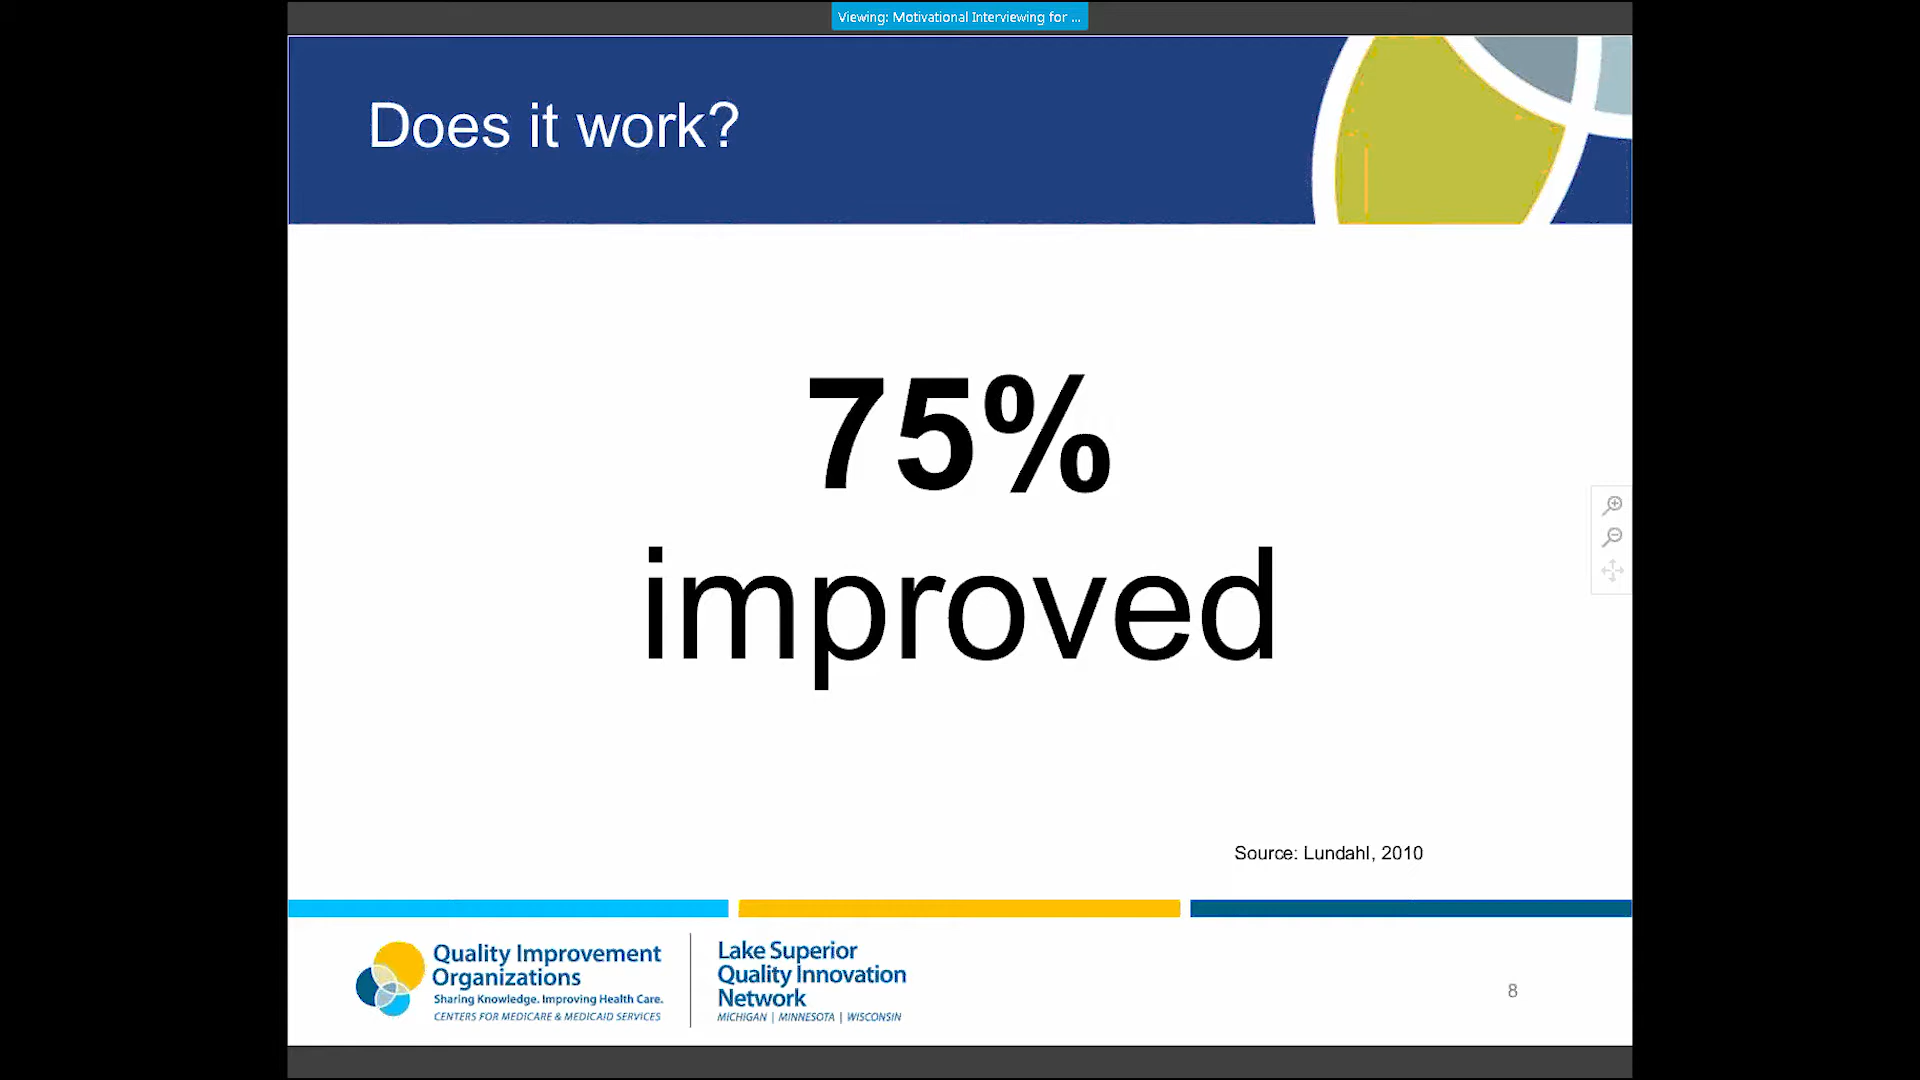 Viewing: Motivational Interviewing for ...
Does it work?
75%
improved
Source: Lundahl, 2010
Quality Improvement
Organizations
Sharing Knowledge. Improving Health Care.
CENTERS FOR MEDICARE & MEDICAID SERVICES
Lake Superior
Quality Innovation
Network
MICHIGAN | MINNESOTA | WISCONSIN
8